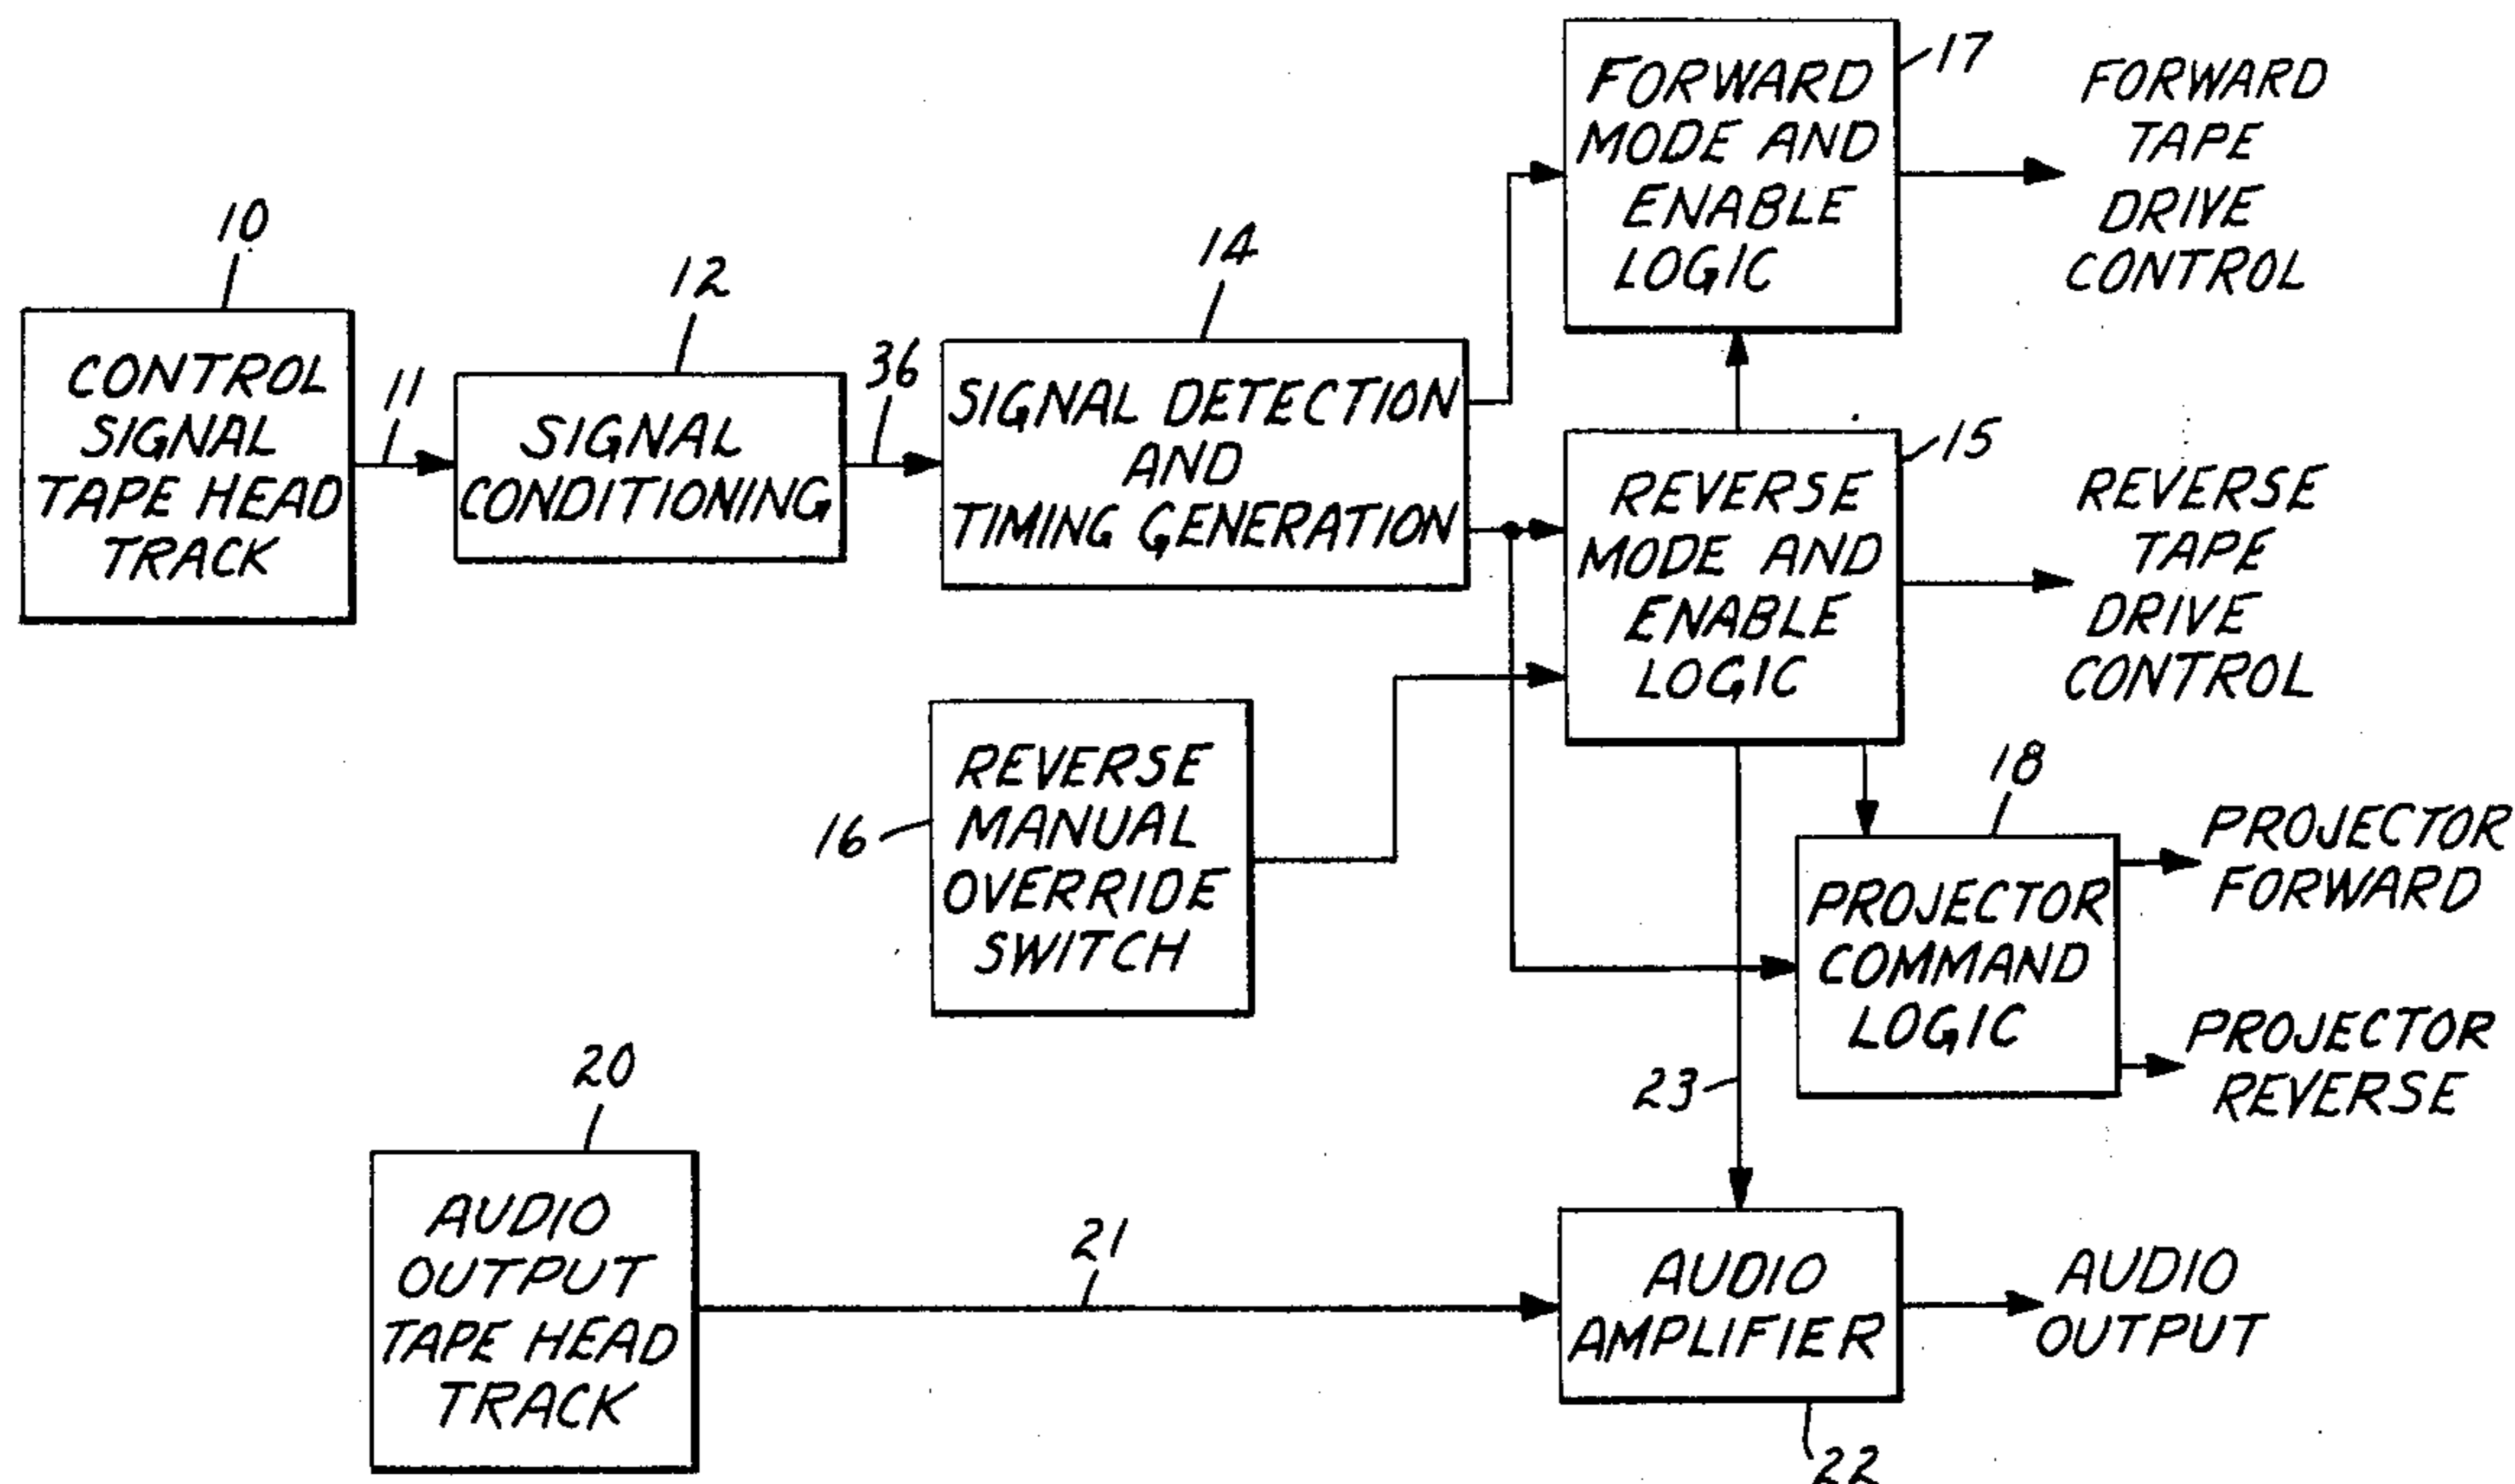 10
CONTROL
SIGNAL
TAPE HEAD
TRACK
11
12
SIGNAL
CONDITIONING
36
14
SIGNAL DETECTION
AND
TIMING GENERATION
17
FORWARD
MODE AND
ENABLE
LOGIC
FORWARD
TAPE
DRIVE
CONTROL
15
REVERSE
MODE AND
ENABLE
LOGIC
REVERSE
TAPE
DRIVE
CONTROL
16
REVERSE
MANUAL
OVERRIDE
SWITCH
18
PROJECTOR
COMMAND
LOGIC
PROJECTOR
FORWARD
PROJECTOR
REVERSE
23
20
AUDIO
OUTPUT
TAPE HEAD
TRACK
21
AUDIO
AMPLIFIER
22
AUDIO
OUTPUT